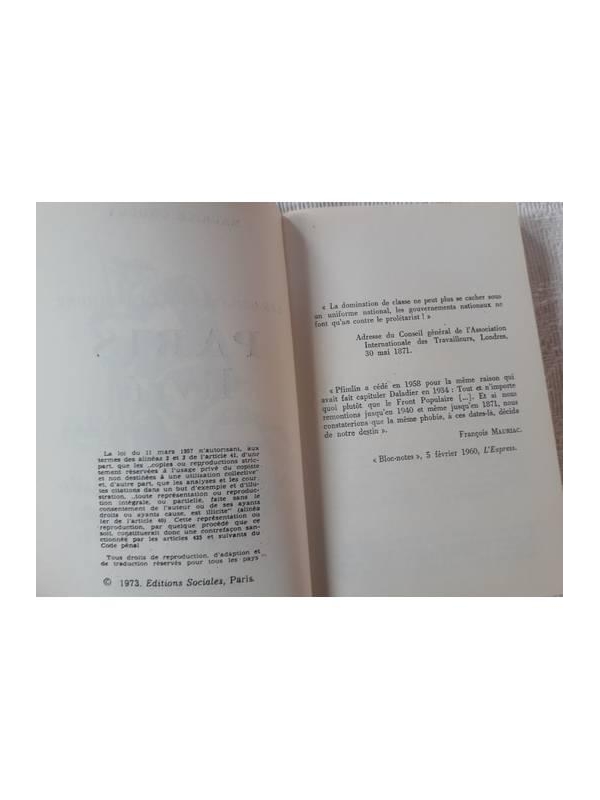 La loi du 11 mars 1957 n'autorisant, aux
termes des alinéas 2 et 3 de l'article 41, d'une
part, que les „copies ou reproductions stric-
tement réservées à l'usage privé du copiste
et non destinées à une utilisation collective"
et, d'autre part, que les analyses et les cour-
tes citations dans un but d'exemple et d'illus-
tration, „toute représentation ou reproduc-
tion intégrale, ou partielle, faite sans le
consentement de l'auteur ou de ses ayants
droits ou ayants cause, est illicite" (alinéa
1er de l'article 40). Cette représentation ou
reproduction, par quelque procédé que ce
soit, constituerait donc une contrefaçon sanc-
tionnée par les articles 425 et suivants du
Code pénal
Tous droits de reproduction, d'adaption et
de traduction réservés pour tous les pays
© 1973. Editions Sociales, Paris.
« La domination de classe ne peut plus se cacher sous
un uniforme national, les gouvernements nationaux ne
font qu'un contre le prolétariat ! »
Adresse du Conseil général de l'Association
Internationale des Travailleurs, Londres,
30 mai 1871.
« Pflimlin a cédé en 1958 pour la même raison qui
avait fait capituler Daladier en 1934 : Tout et n'importe
quoi plutôt que le Front Populaire [...]. Et si nous
remontions jusqu'en 1940 et même jusqu'en 1871, nous
constaterions que la même phobie, à ces dates-là, décida
de notre destin ».
François Mauriac.
« Bloc-notes », 5 février 1960, L'Express.